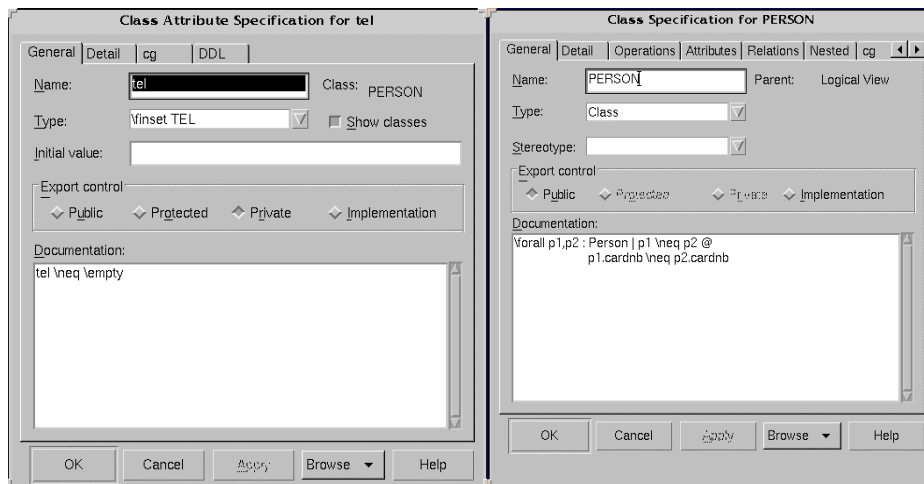 Class Attribute Specification for tel
General Detail cg DDL
Name: tel Class: PERSON
Type: \finset TEL Show classes
Initial value:
Export control
Public Protected Private Implementation
Documentation:
tel \neq \empty
OK Cancel Apply Browse Help
Class Specification for PERSON
General Detail Operations Attributes Relations Nested cg
Name: PERSON Parent: Logical View
Type: Class
Stereotype:
Export control
Public Protected Private Implementation
Documentation:
\forall p1,p2 : Person | p1 \neq p2 @
p1.cardnb \neq p2.cardnb
OK Cancel Apply Browse Help